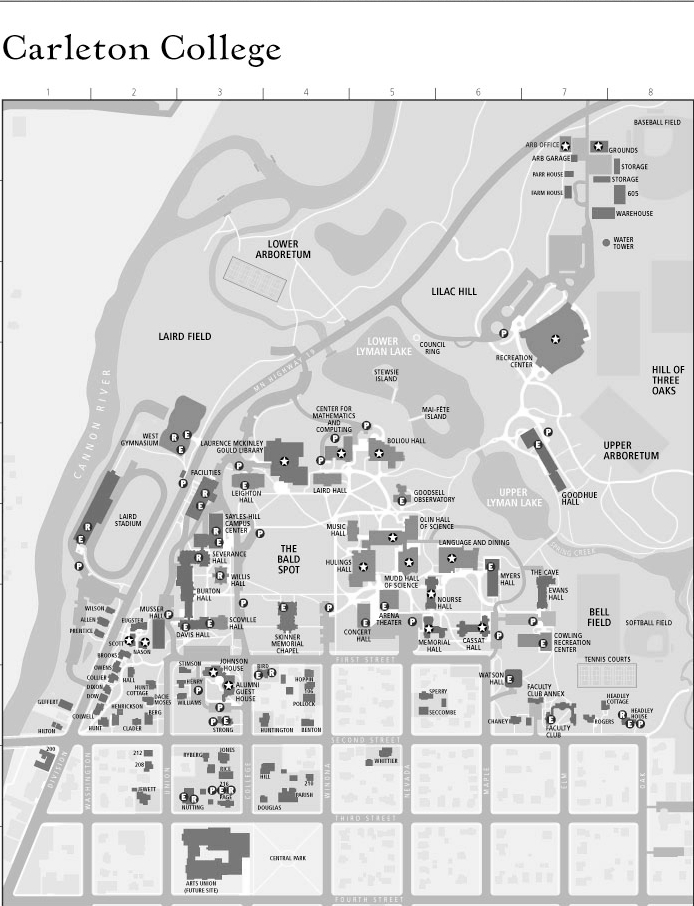 Carleton College
1 2 3 4 5 6 7 8
BASEBALL FIELD
ARB OFFICE
GROUNDS
ARB GARAGE
STORAGE
PARR HOUSE
STORAGE
FARM HOUSE
605
WAREHOUSE
WATER
TOWER
LOWER
ARBORETUM
LILAC HILL
LAIRD FIELD
MN HIGHWAY 19
LOWER
LYMAN LAKE
COUNCIL
RING
RECREATION
CENTER
STEWSIE
ISLAND
HILL OF
THREE
OAKS
CANNON RIVER
CENTER FOR
MATHEMATICS
AND
COMPUTING
MAI-FÊTE
ISLAND
WEST
GYMNASIUM
LAURENCE MCKINLEY
GOULD LIBRARY
BOLIOU HALL
UPPER
ARBORETUM
FACILITIES
LEIGHTON
HALL
LAIRD HALL
GOODSELL
OBSERVATORY
UPPER
LYMAN LAKE
GOODHUE
HALL
LAIRD
STADIUM
SAYLES-HILL
CAMPUS
CENTER
MUSIC
HALL
OLIN HALL
OF SCIENCE
LANGUAGE AND DINING
SPRING CREEK
THE
BALD
SPOT
SEVERANCE
HALL
HULINGS
HALL
WILLIS
HALL
MUDD HALL
OF SCIENCE
MYERS
HALL
THE CAVE
BURTON
HALL
EVANS
HALL
NOURSE
HALL
WILSON
MUSSER
HALL
ALLEN
EUGSTER
PRENTICE
DAVIS HALL
SCOVILLE
HALL
SKINNER
MEMORIAL
CHAPEL
CONCERT
HALL
ARENA
THEATER
MEMORIAL
HALL
CASSAT
HALL
BELL
FIELD
SOFTBALL FIELD
COWLING
RECREATION
CENTER
SCOTT
NASON
BROOKS
FIRST STREET
TENNIS COURTS
OWENS
STIMSON
JOHNSON
HOUSE
BIRD
COLLIER
HALL
HENRY
HOPPIN
WATSON
HALL
DIXON
HUNT
COTTAGE
ALUMNI
GUEST
HOUSE
DOW
DACIE
MOSES
WILLIAMS
POLLOCK
SPERRY
FACULTY
CLUB ANNEX
HEADLEY
COTTAGE
GEFFERT
HENRICKSON
BERG
SECCOMBE
HEADLEY
HOUSE
COLWELL
HUNT
CLADER
STRONG
HUNTINGTON
BENTON
CHANEY
FACULTY
CLUB
ROGERS
HILTON
SECOND STREET
200
DIVISION
WASHINGTON
UNION
COLLEGE
WINONA
NEVADA
MAPLE
ELM
OAK
212
208
RYBERG
JONES
RICE
WHITTIER
HILL
JEWETT
PAGE
PARISH
NUTTING
DOUGLAS
THIRD STREET
CENTRAL PARK
ARTS UNION
(FUTURE SITE)
FOURTH STREET